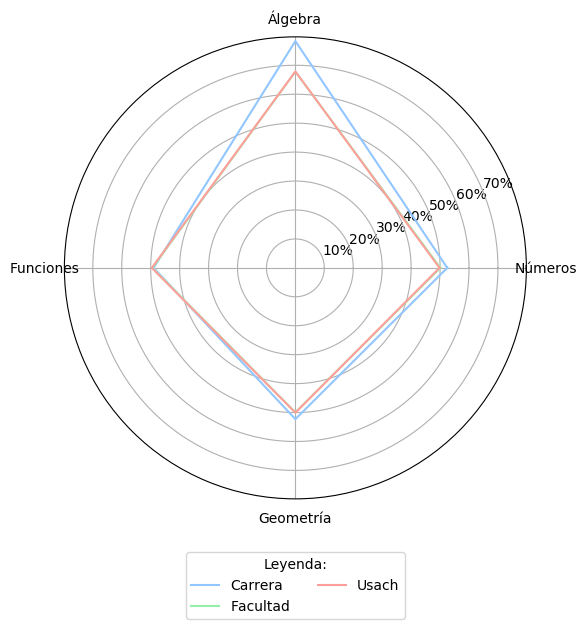 Álgebra
70%
60%
50%
40%
30%
20%
10%
Funciones
Números
Geometría
Leyenda:
Carrera
Usach
Facultad